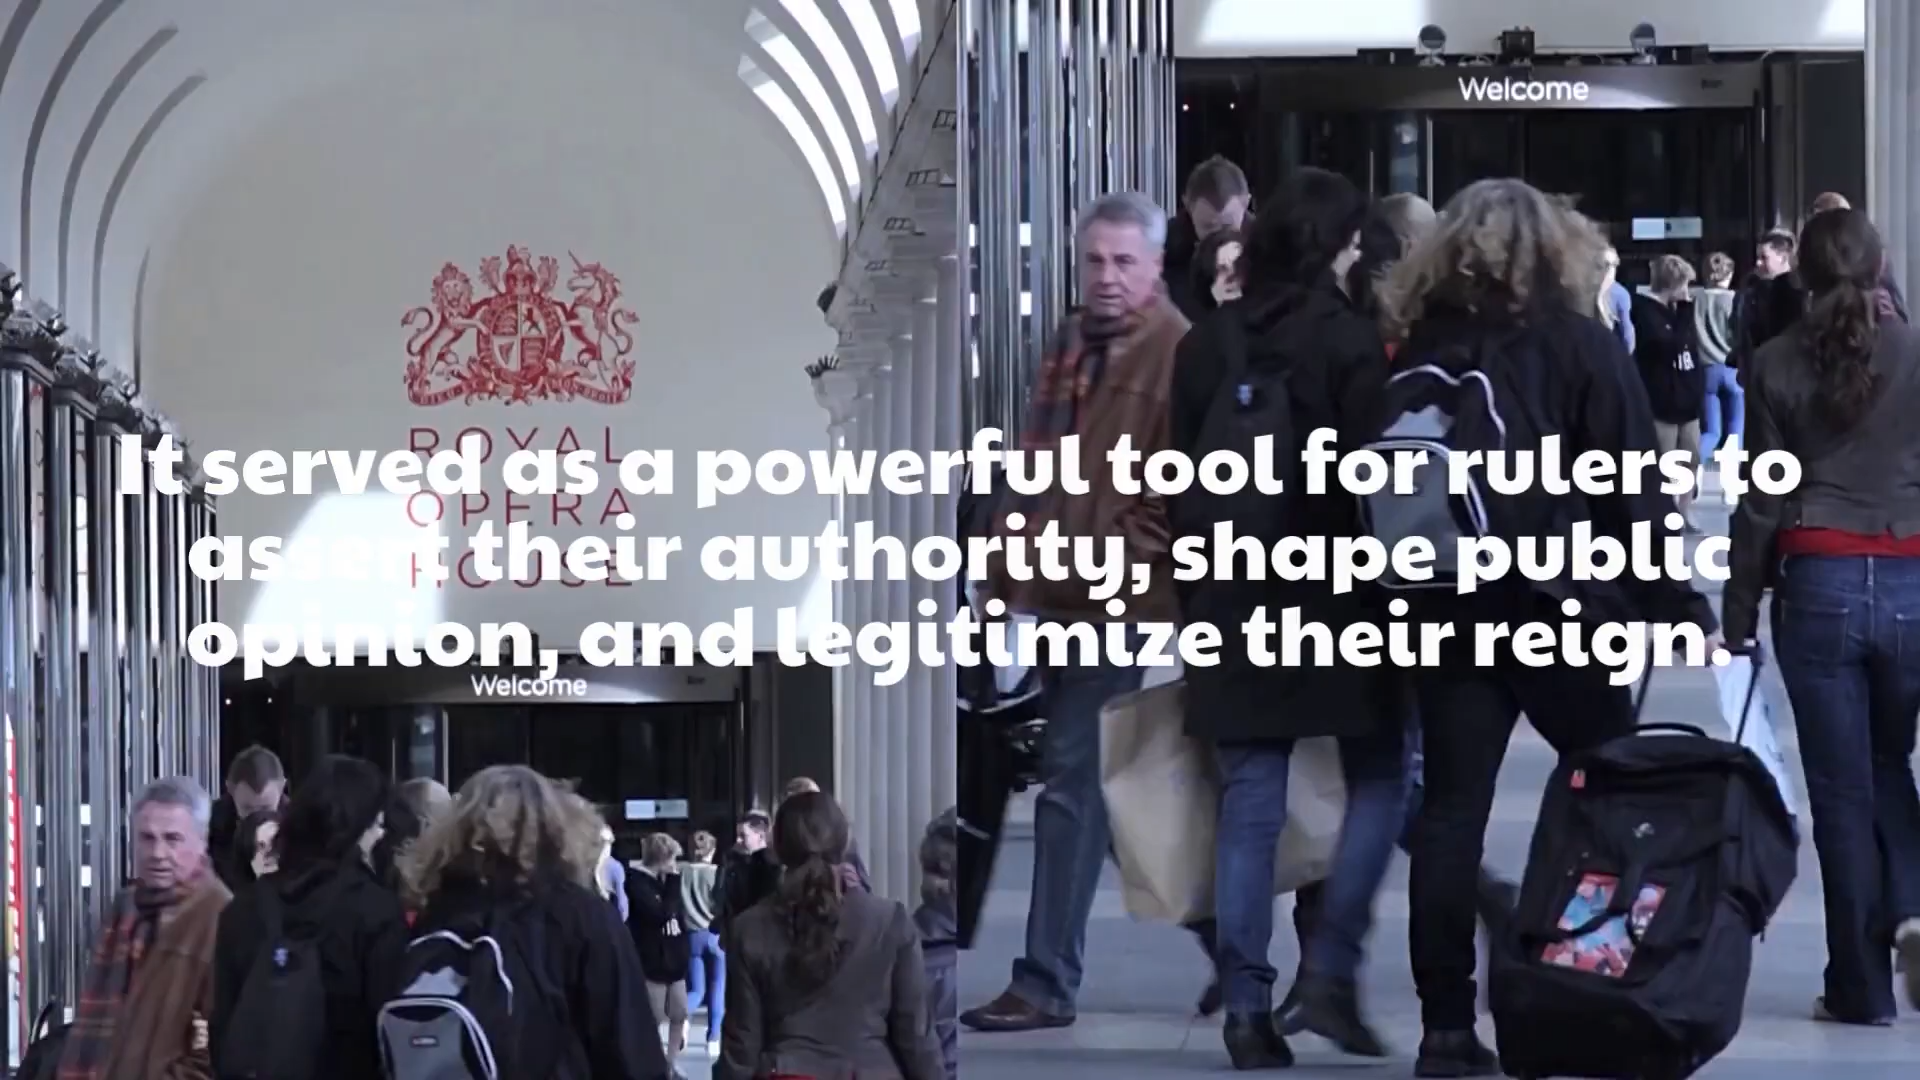 ROYAL
OPERA
HOUSE
Welcome
Welcome
It served as a powerful tool for rulers to
assert their authority, shape public
opinion, and legitimize their reign.